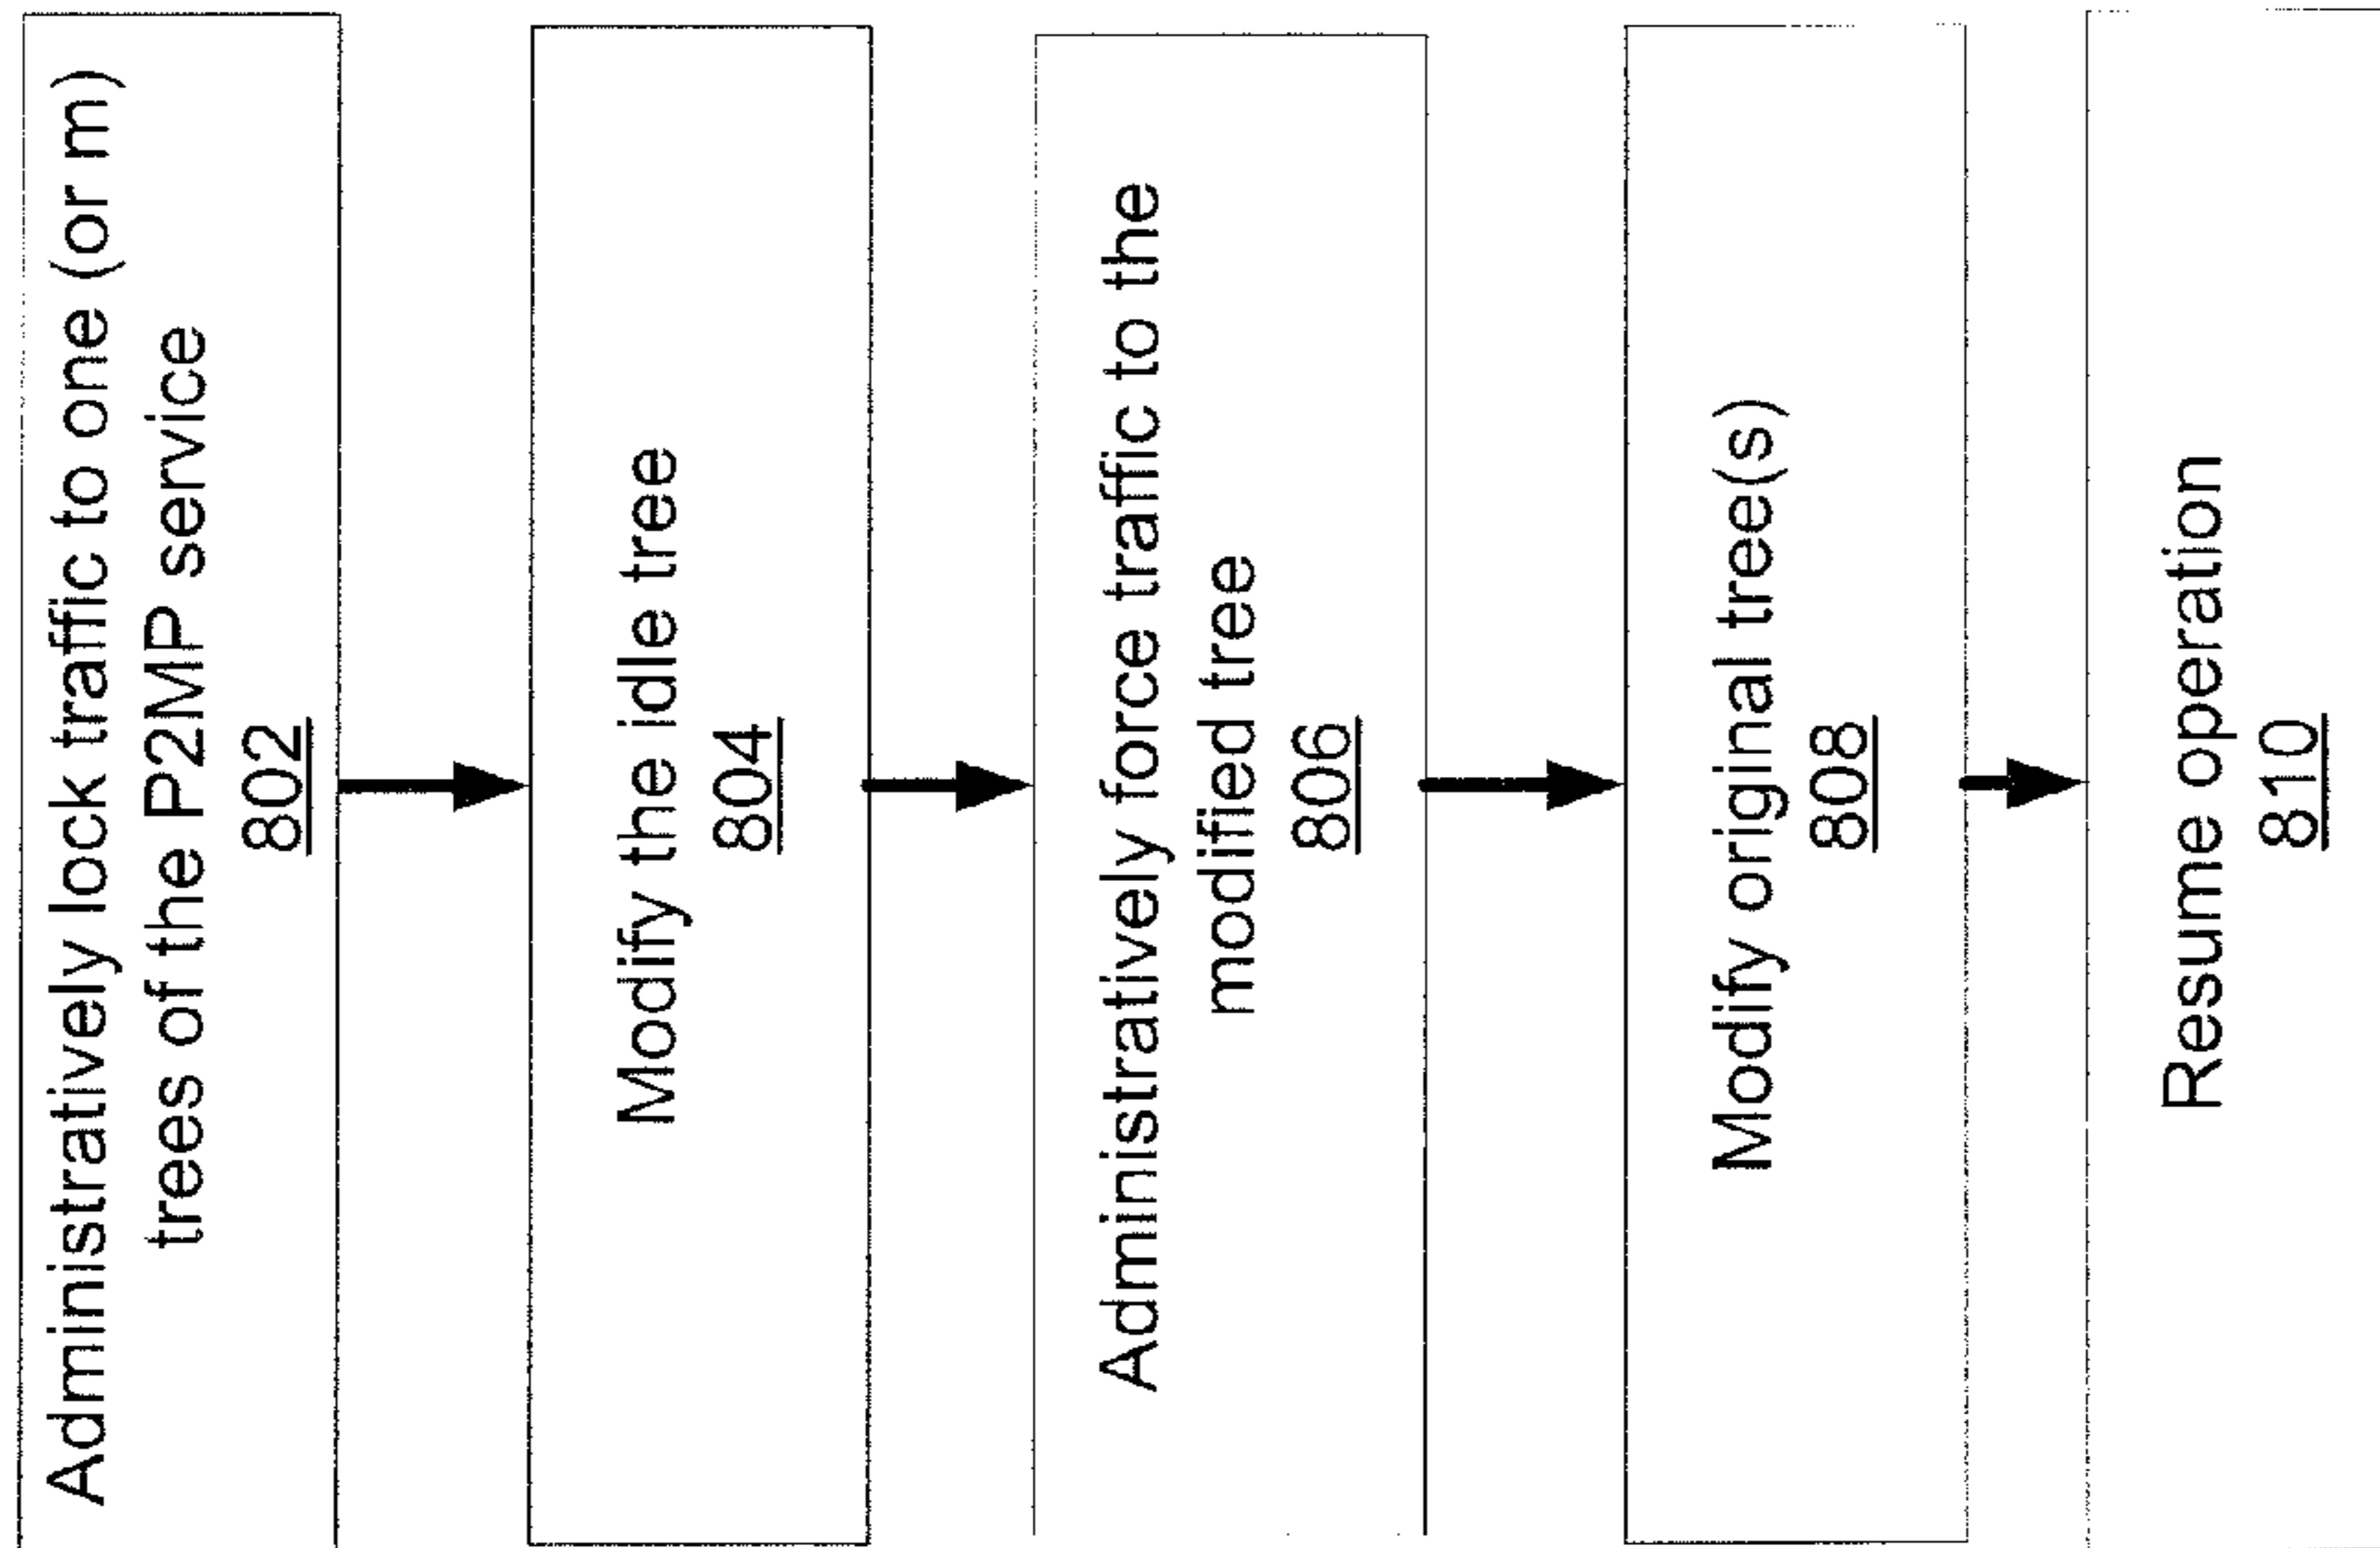 Administratively lock traffic to one (or m)
trees of the P2MP service
802
Modify the idle tree
804
Administratively force traffic to the
modified tree
806
Modify original tree(s)
808
Resume operation
810